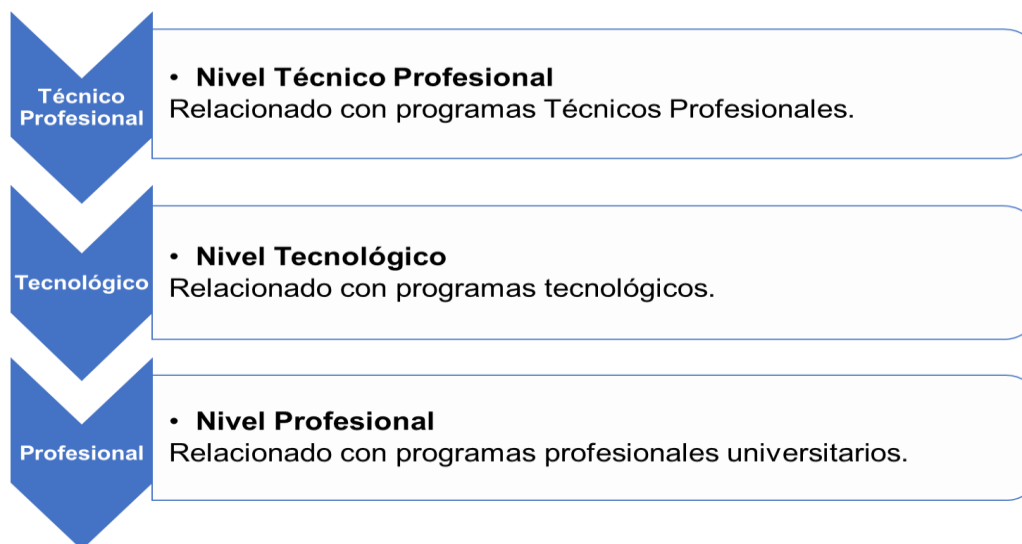 Técnico
Profesional
• Nivel Técnico Profesional
Relacionado con programas Técnicos Profesionales.
Tecnológico
• Nivel Tecnológico
Relacionado con programas tecnológicos.
Profesional
• Nivel Profesional
Relacionado con programas profesionales universitarios.